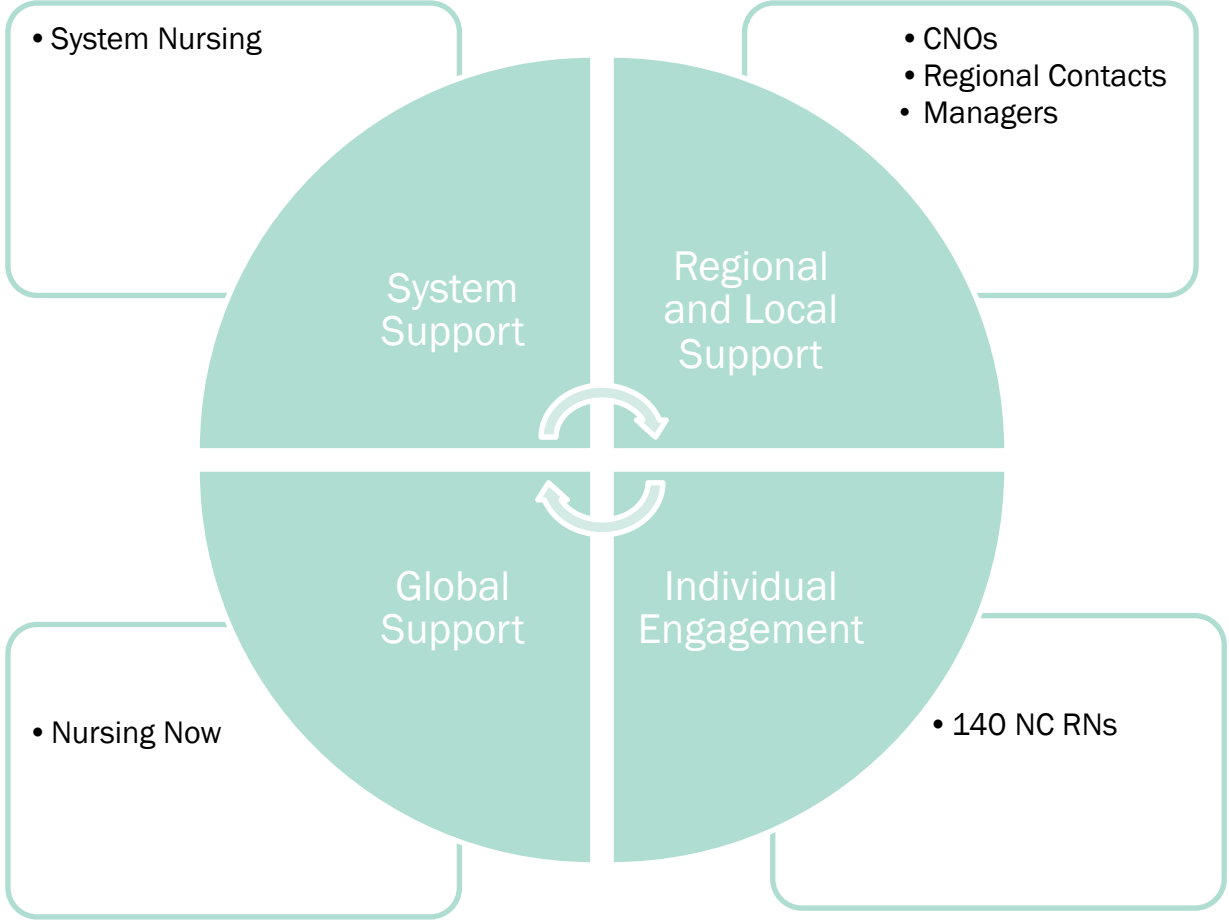 • System Nursing
• CNOs
• Regional Contacts
• Managers
System
Support
Regional
and Local
Support
Global
Support
Individual
Engagement
• Nursing Now
• 140 NC RNs